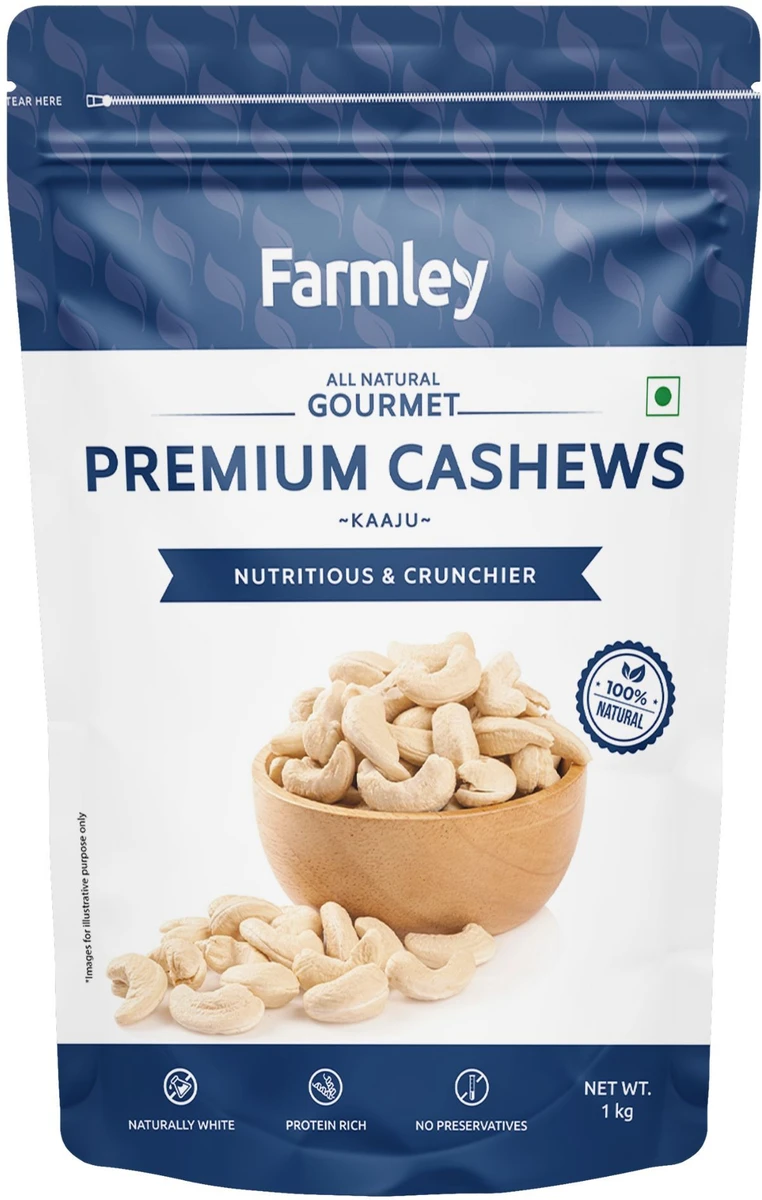 TEAR HERE
Farmley
ALL NATURAL
GOURMET
PREMIUM CASHEWS
~KAAJU~
NUTRITIOUS & CRUNCHIER
100%
NATURAL
*Images for illustrative purpose only
NATURALLY WHITE
PROTEIN RICH
NO PRESERVATIVES
NET WT.
1 kg